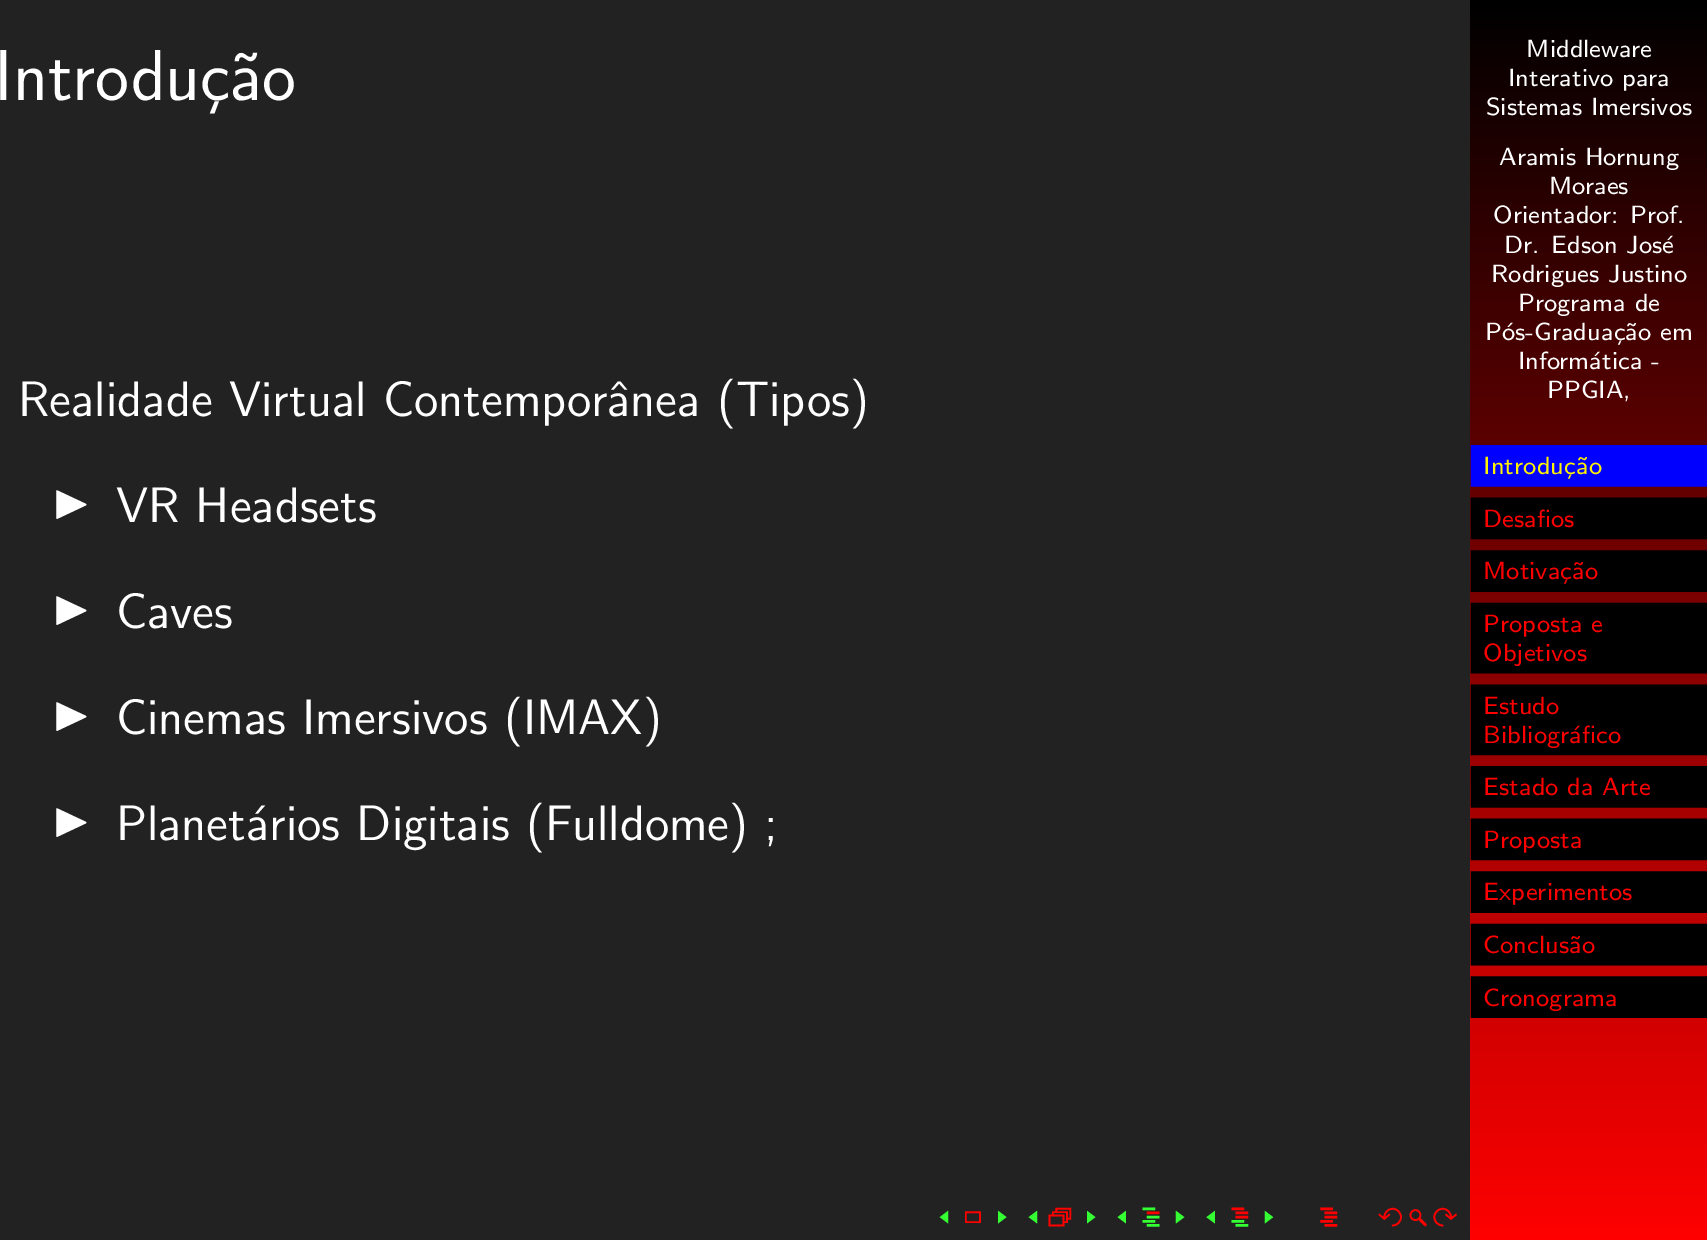 Introdução
Realidade Virtual Contemporânea (Tipos)
VR Headsets
Caves
Cinemas Imersivos (IMAX)
Planetários Digitais (Fulldome) ;
Middleware
Interativo para
Sistemas Imersivos
Aramis Hornung
Moraes
Orientador: Prof.
Dr. Edson José
Rodrigues Justino
Programa de
Pós-Graduação em
Informática -
PPGIA,
Introdução
Desafios
Motivação
Proposta e
Objetivos
Estudo
Bibliográfico
Estado da Arte
Proposta
Experimentos
Conclusão
Cronograma